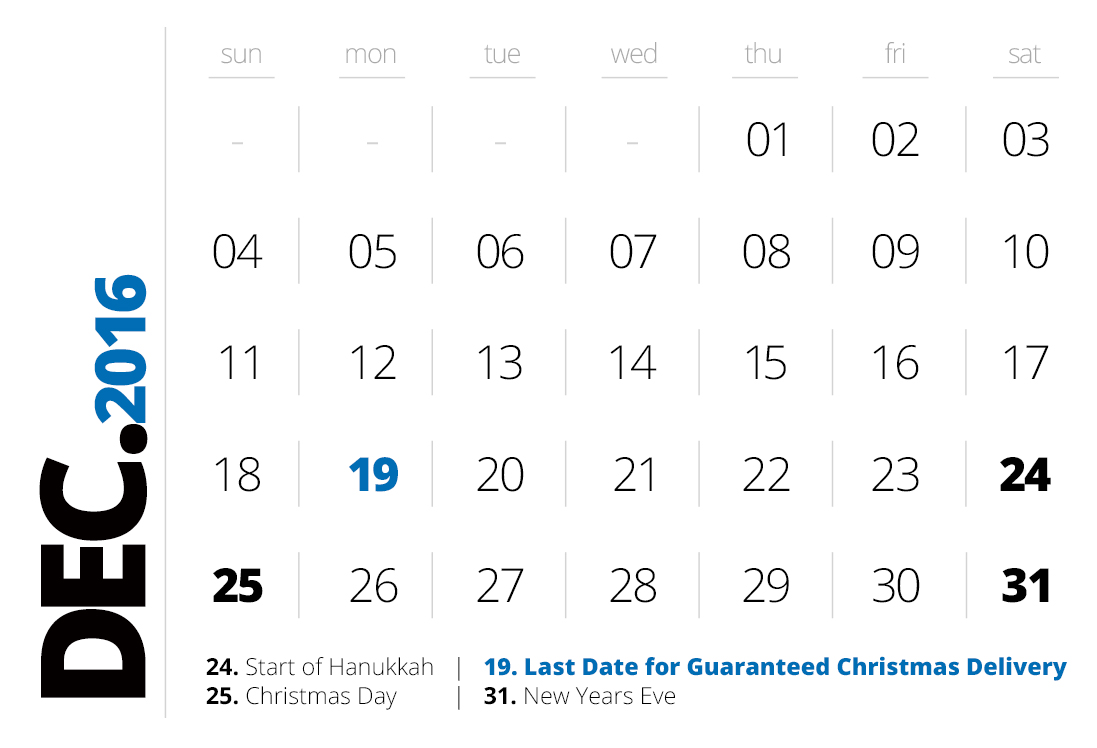 DEC.2016
sun mon tue wed thu fri sat
- - - - 01 02 03
04 05 06 07 08 09 10
11 12 13 14 15 16 17
18 19 20 21 22 23 24
25 26 27 28 29 30 31
24. Start of Hanukkah | 19. Last Date for Guaranteed Christmas Delivery
25. Christmas Day | 31. New Years Eve